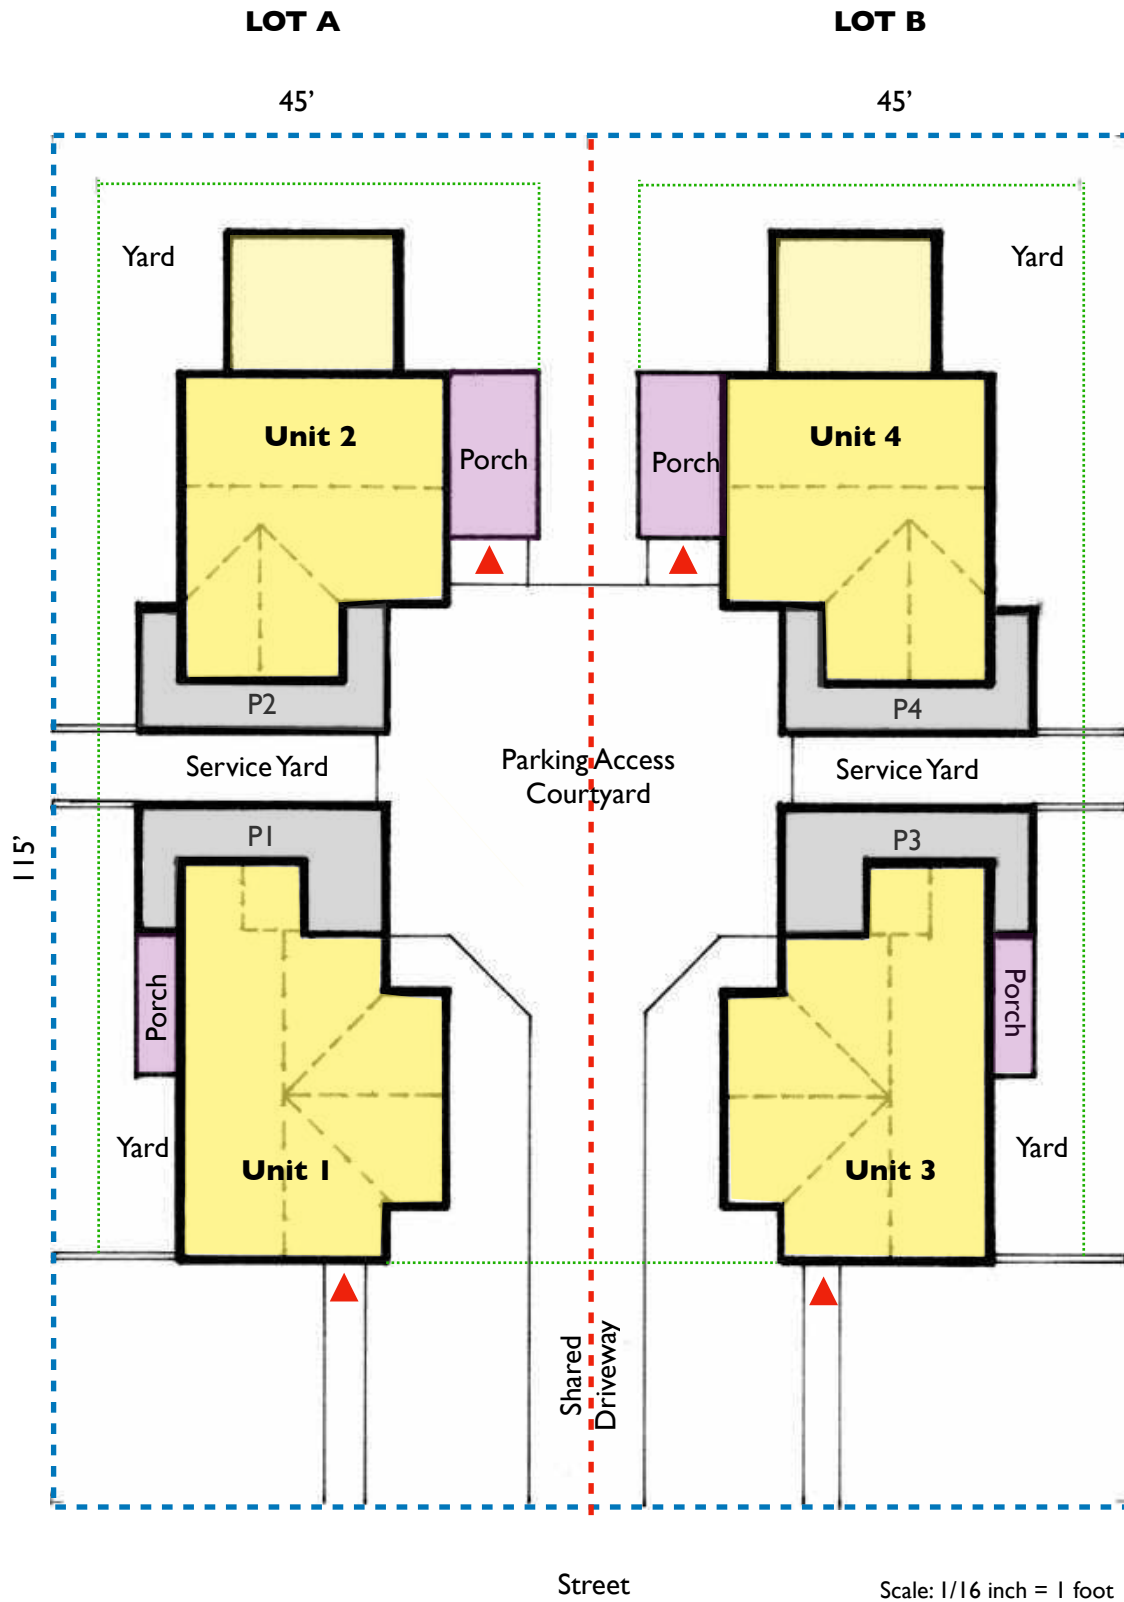 LOT A
LOT B
45’
45’
Yard
Yard
Unit 2
Unit 4
Porch
Porch
P2
P4
Service Yard
Parking Access
Courtyard
Service Yard
115’
P1
P3
Porch
Porch
Yard
Yard
Unit 1
Unit 3
Shared
Driveway
Street
Scale: 1/16 inch = 1 foot